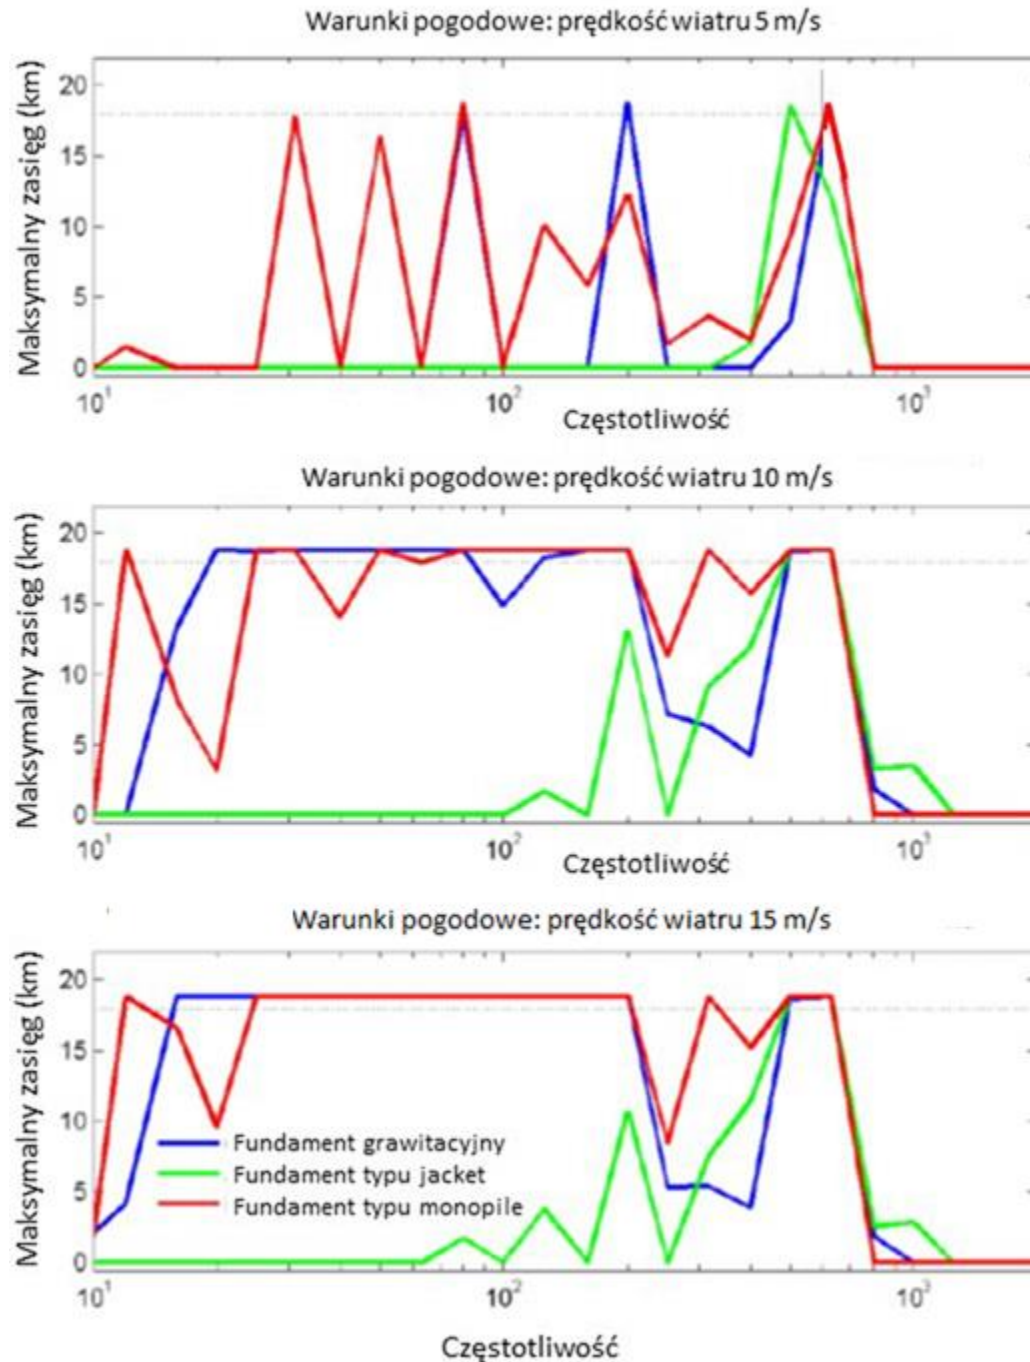 Warunki pogodowe: prędkość wiatru 5 m/s
Maksymalny zasięg (km)
20
15
10
5
0
10¹
10²
10³
Częstotliwość
Warunki pogodowe: prędkość wiatru 10 m/s
Maksymalny zasięg (km)
20
15
10
5
0
10¹
10²
10³
Częstotliwość
Warunki pogodowe: prędkość wiatru 15 m/s
Maksymalny zasięg (km)
20
15
10
5
0
Fundament grawitacyjny
Fundament typu jacket
Fundament typu monopile
10¹
10²
10³
Częstotliwość